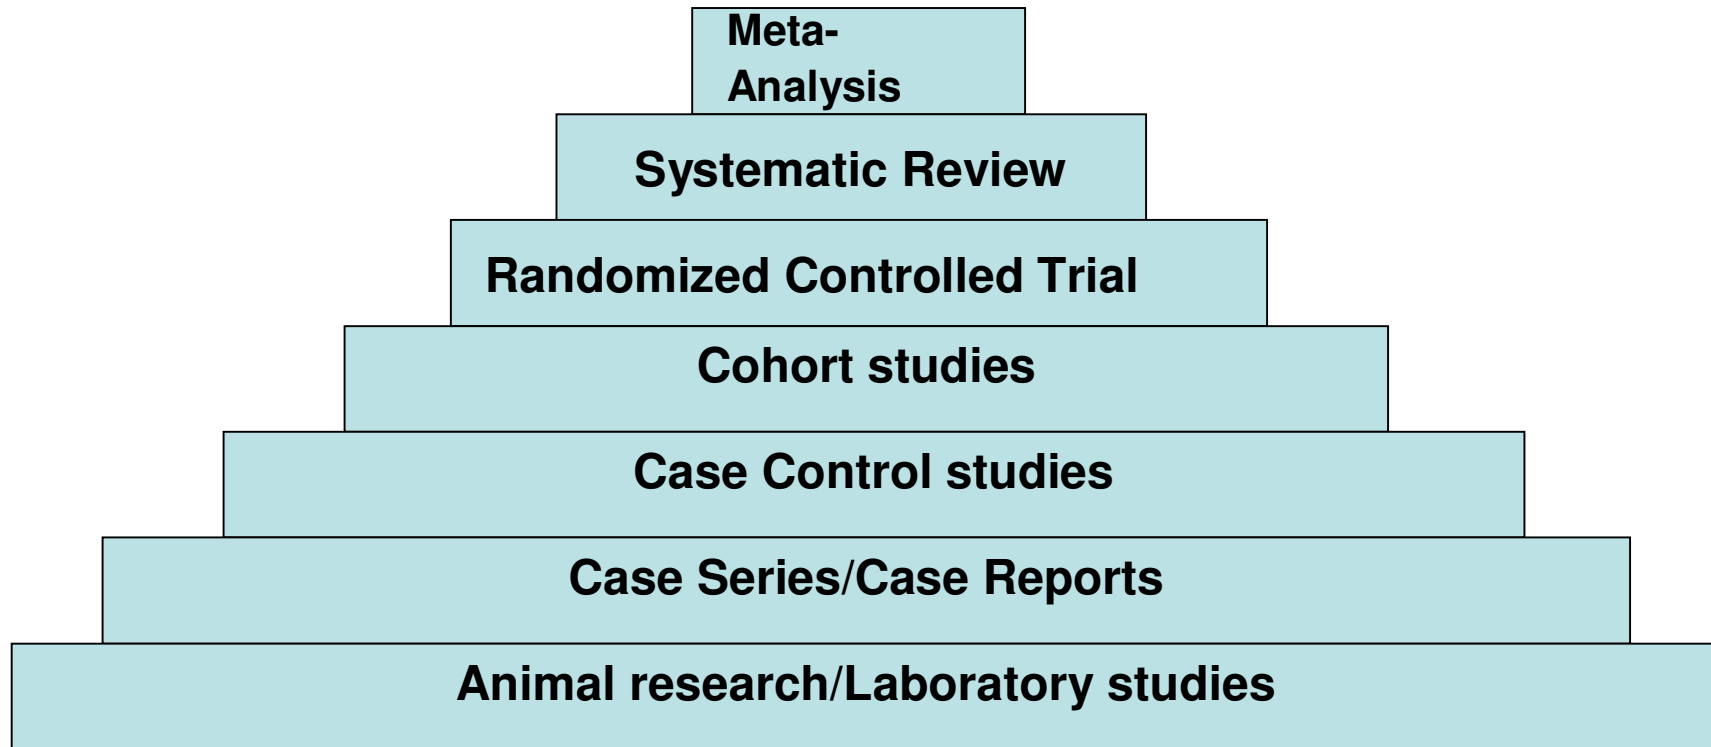 Meta-
Analysis
Systematic Review
Randomized Controlled Trial
Cohort studies
Case Control studies
Case Series/Case Reports
Animal research/Laboratory studies